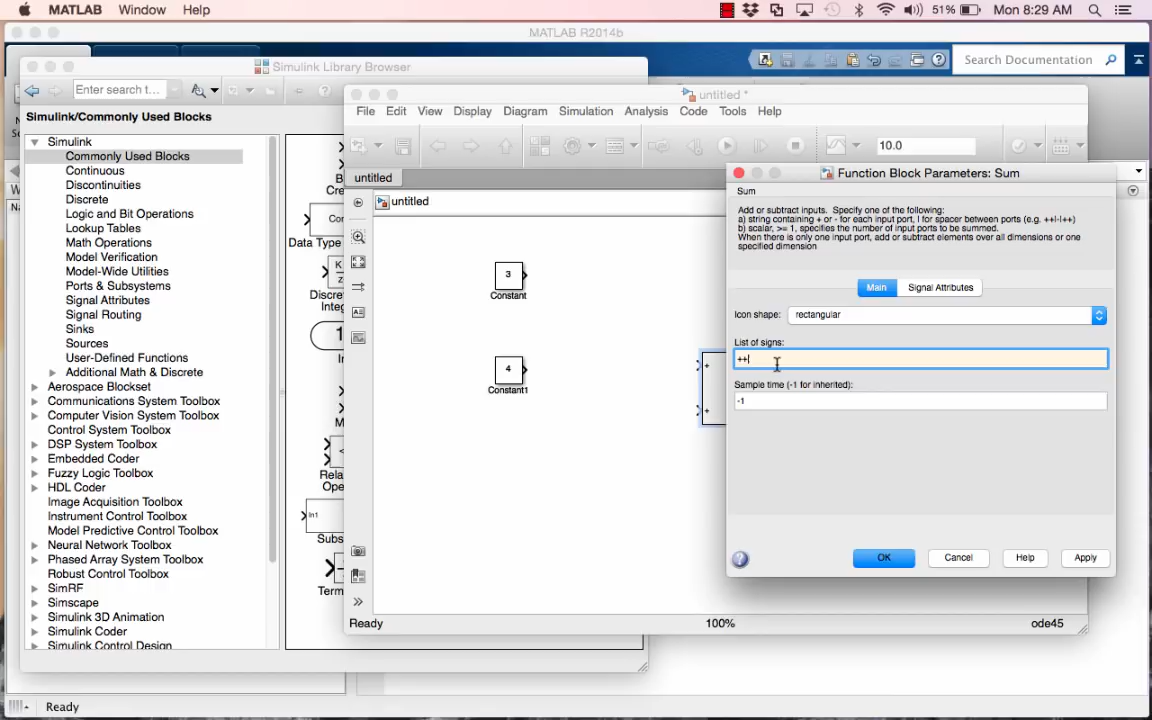 MATLAB Window Help
51% Mon 8:29 AM
MATLAB R2014b
Search Documentation
Simulink Library Browser
Enter search t...
Simulink/Commonly Used Blocks
Simulink
Commonly Used Blocks
Continuous
Discontinuities
Discrete
Logic and Bit Operations
Lookup Tables
Math Operations
Model Verification
Model-Wide Utilities
Ports & Subsystems
Signal Attributes
Signal Routing
Sinks
Sources
User-Defined Functions
Additional Math & Discrete
Aerospace Blockset
Communications System Toolbox
Computer Vision System Toolbox
Control System Toolbox
DSP System Toolbox
Embedded Coder
Fuzzy Logic Toolbox
HDL Coder
Image Acquisition Toolbox
Instrument Control Toolbox
Model Predictive Control Toolbox
Neural Network Toolbox
Phased Array System Toolbox
Robust Control Toolbox
SimRF
Simscape
Simulink 3D Animation
Simulink Coder
Simulink Control Design
Data Type
Discre
Integ
In1
Subs
Term
Rela
Ope
untitled *
File Edit View Display Diagram Simulation Analysis Code Tools Help
10.0
untitled
untitled
3
Constant
4
Constant1
+
+
Ready 100% ode45
Function Block Parameters: Sum
Sum
Add or subtract inputs. Specify one of the following:
a) string containing + or - for each input port, | for spacer between ports (e.g. ++|-|++)
b) scalar, >= 1, specifies the number of input ports to be summed.
When there is only one input port, add or subtract elements over all dimensions or one
specified dimension
Main Signal Attributes
Icon shape: rectangular
List of signs:
++
Sample time (-1 for inherited):
-1
OK Cancel Help Apply
Ready